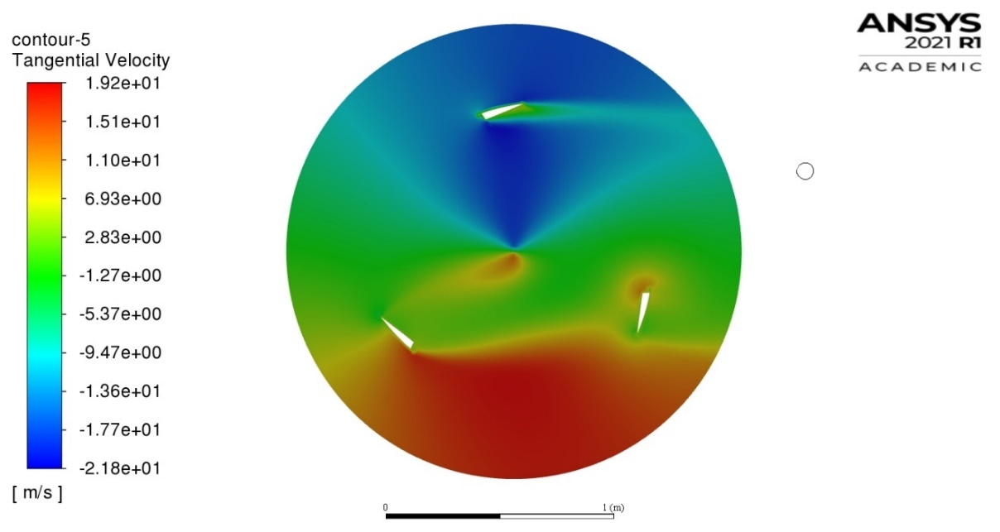 contour-5
Tangential Velocity
1.92e+01
1.51e+01
1.10e+01
6.93e+00
2.83e+00
-1.27e+00
-5.37e+00
-9.47e+00
-1.36e+01
-1.77e+01
-2.18e+01
[ m/s ]
ANSYS
2021 R1
ACADEMIC
0 1 (m)